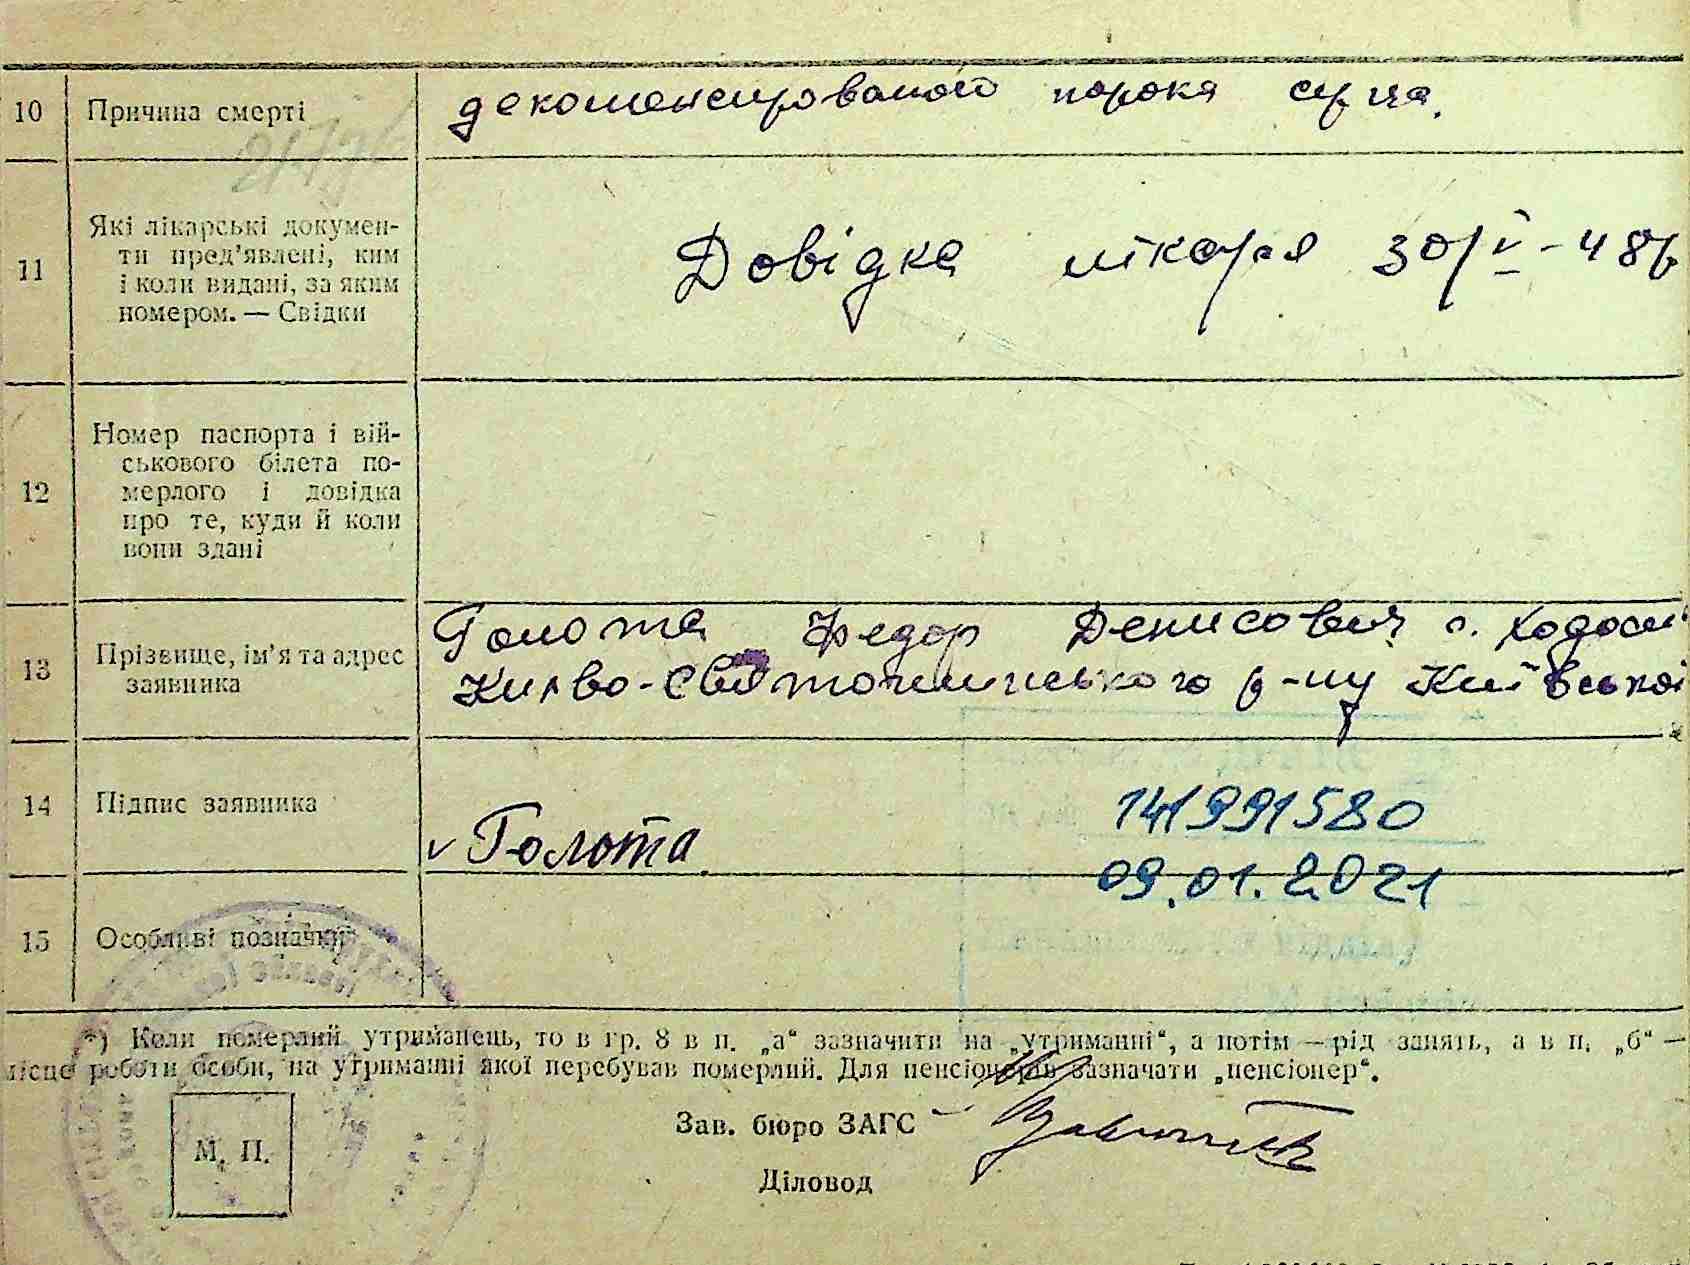 10 Причина смерті декомпенсированого порока серца.
11 Які лікарські докумен-
ти пред’явлені, ким
і коли видані, за яким
номером. — Свідки
Довідка лікаря 30/V-48р
12 Номер паспорта і вій-
ськового білета по-
мерлого і довідка
про те, куди й коли
вони здані
13 Прізвище, ім’я та адрес
заявника
Голота Федор Денисович с. Ходосі
Києво-Святошинського р-ну Київської
14 Підпис заявника
v Голота
141991580
09.01.2021
15 Особливі позначки
*) Коли померлий утриманець, то в гр. 8 в п. „а“ зазначити на „утриманні“, а потім — рід занять, а в п. „б“ —
місце роботи особи, на утриманні якої перебував померлий. Для пенсіонерів зазначати „пенсіонер“.
Зав. бюро ЗАГС
М. П.
Діловод